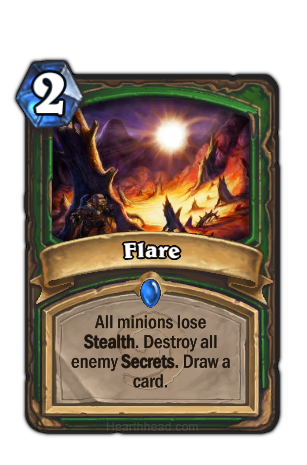 2
Flare
All minions lose
Stealth. Destroy all
enemy Secrets. Draw a
card.
Hearthhead.com